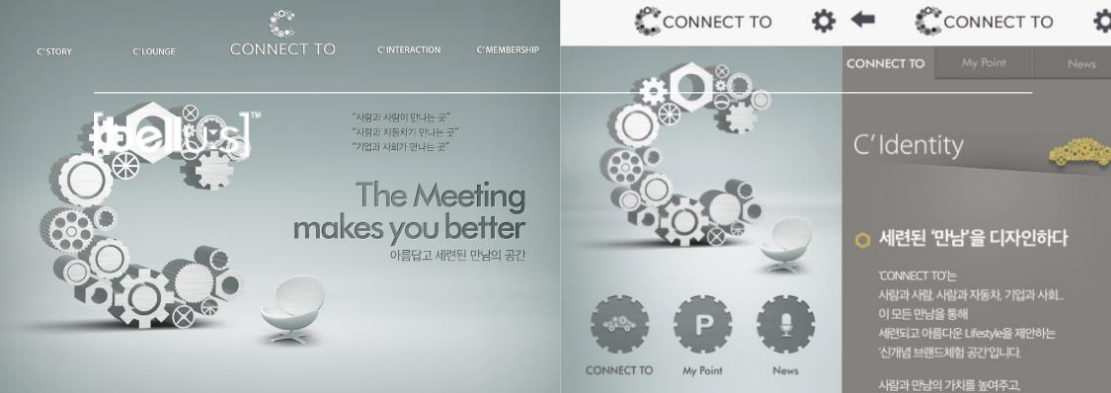 C'STORY
C'LOUNGE
CONNECT TO
C'INTERACTION
C'MEMBERSHIP
[bellus]™
"사람과 사람이 만나는 곳"
"사람과 자동차가 만나는 곳"
"기업과 사회가 만나는 곳"
The Meeting
makes you better
아름답고 세련된 만남의 공간
CONNECT TO
P
CONNECT TO
My Point
News
CONNECT TO
CONNECT TO
My Point
News
C'Identity
세련된 '만남'을 디자인하다
'CONNECT TO'는
사람과 사람, 사람과 자동차, 기업과 사회...
이 모든 만남을 통해
세련되고 아름다운 Lifestyle을 제안하는
'신개념 브랜드체험 공간'입니다.
사람과 만남의 가치를 높여주고,